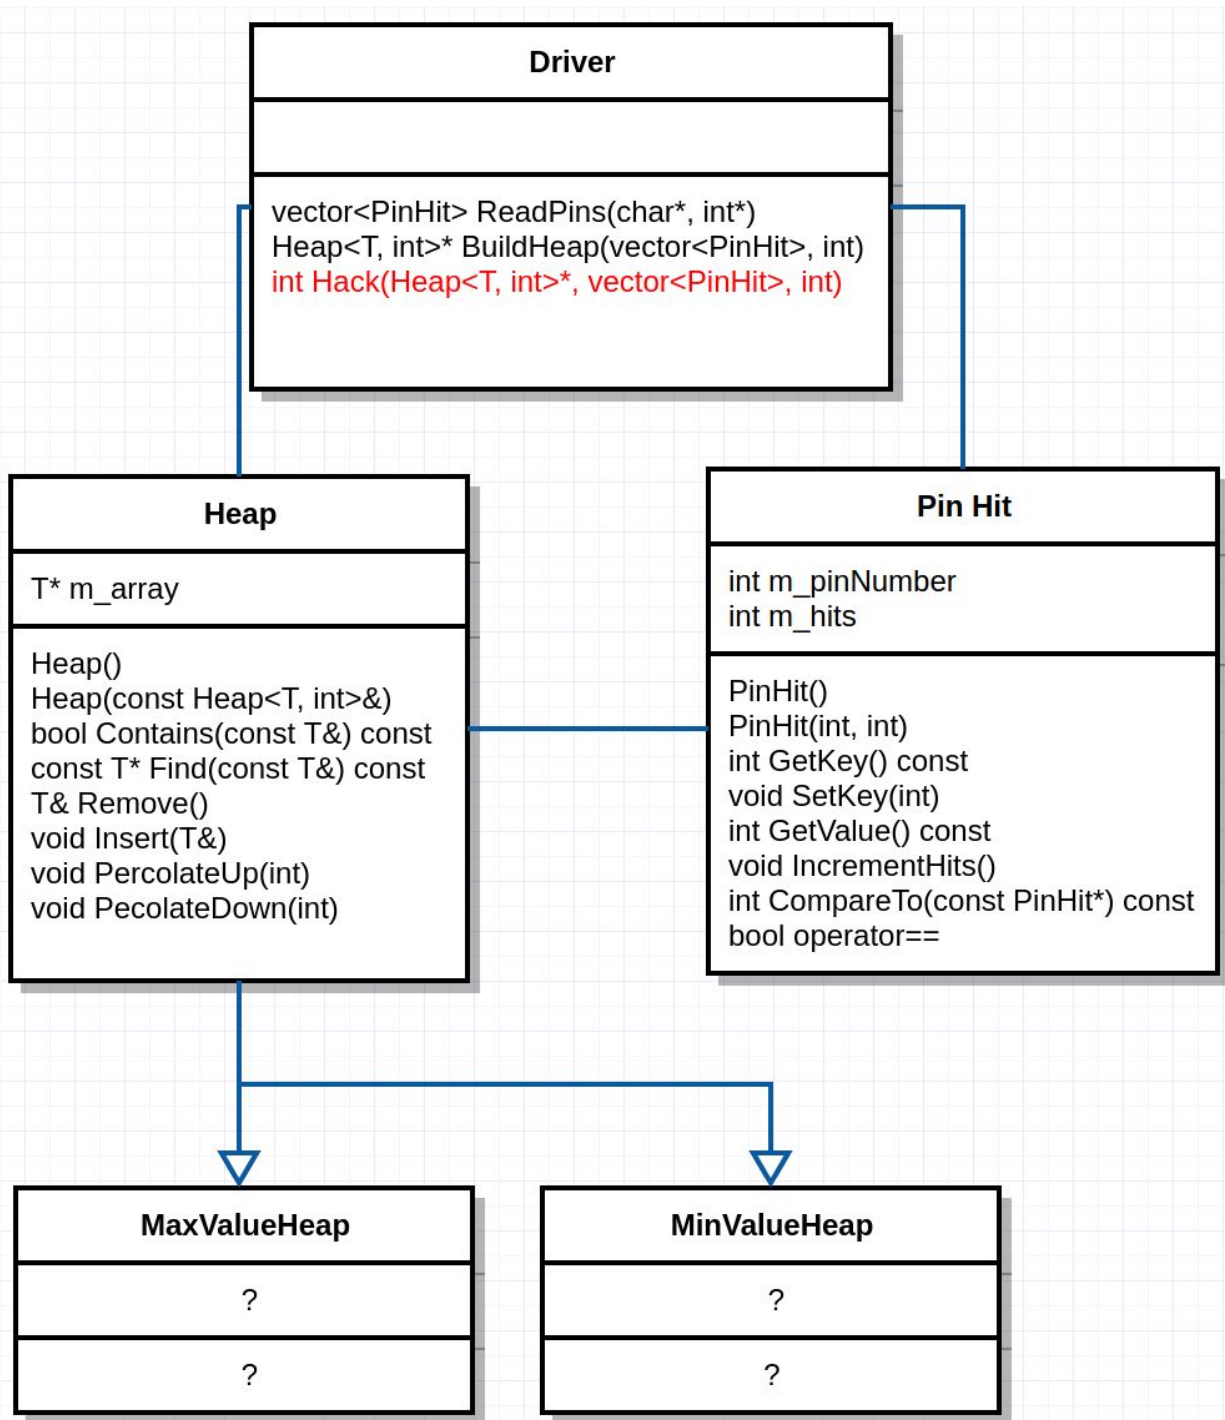 Driver
vector<PinHit> ReadPins(char*, int*)
Heap<T, int>* BuildHeap(vector<PinHit>, int)
int Hack(Heap<T, int>*, vector<PinHit>, int)
Heap
T* m_array
Heap()
Heap(const Heap<T, int>&)
bool Contains(const T&) const
const T* Find(const T&) const
T& Remove()
void Insert(T&)
void PercolateUp(int)
void PecolateDown(int)
Pin Hit
int m_pinNumber
int m_hits
PinHit()
PinHit(int, int)
int GetKey() const
void SetKey(int)
int GetValue() const
void IncrementHits()
int CompareTo(const PinHit*) const
bool operator==
MaxValueHeap
?
?
MinValueHeap
?
?